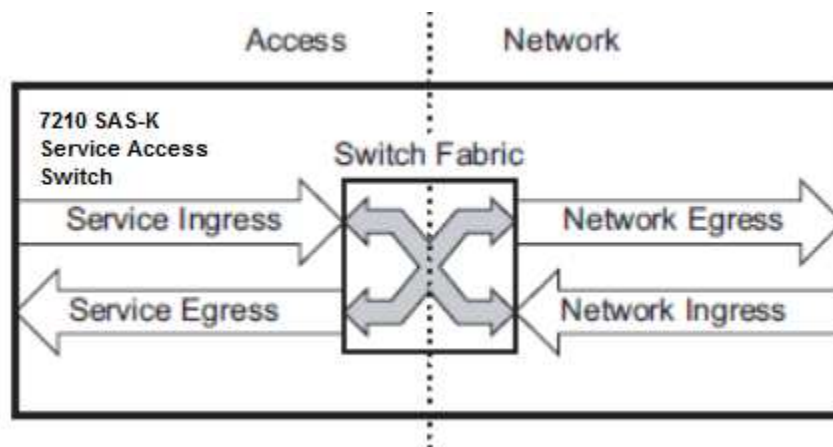 Access Network
7210 SAS-K
Service Access
Switch
Switch Fabric
Service Ingress
Network Egress
Service Egress
Network Ingress